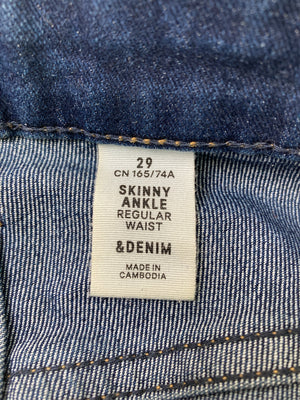 29
CN 165/74A
SKINNY
ANKLE
REGULAR
WAIST
&DENIM
MADE IN
CAMBODIA